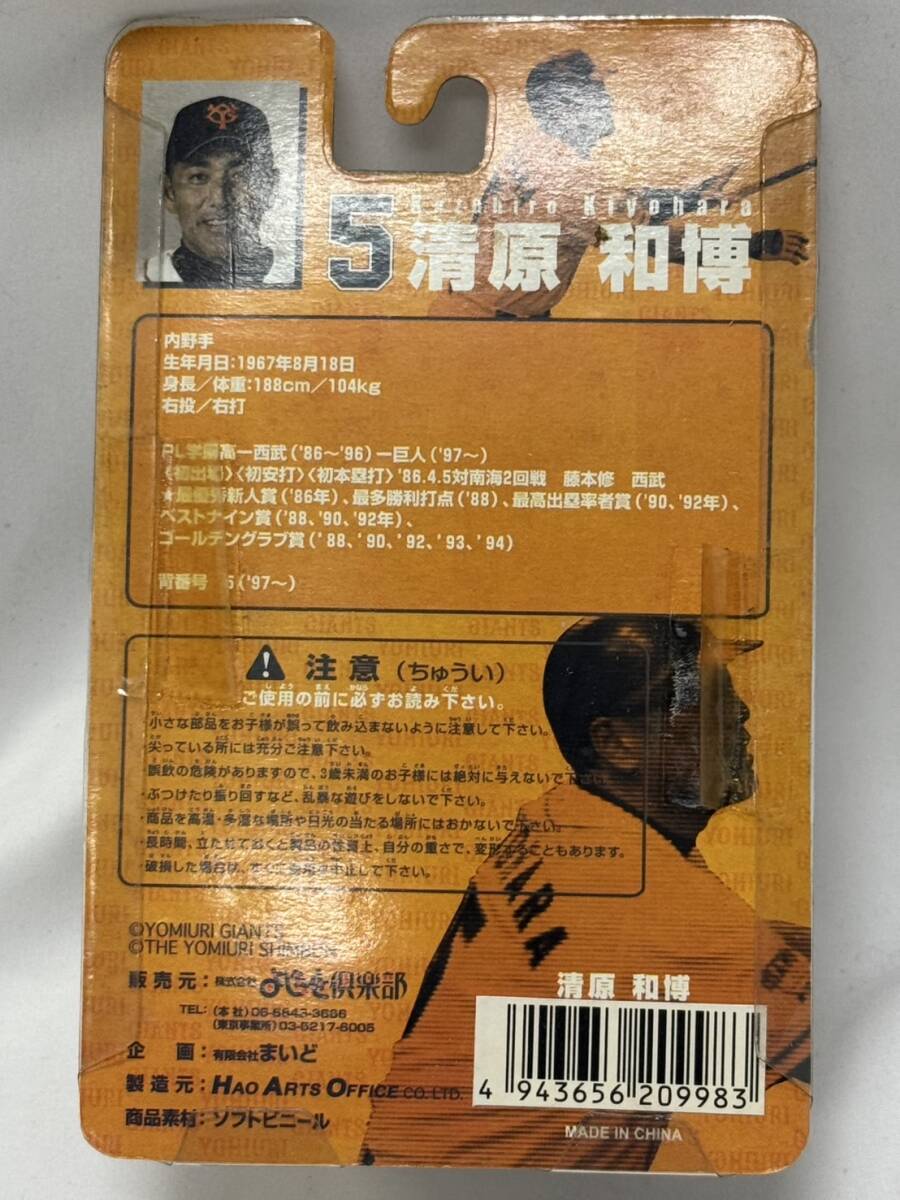 5
Kazuhiro Kiyohara
清原 和博
内野手
生年月日:1967年8月18日
身長/体重:188cm/104kg
右投/右打
PL学園高ー西武('86〜'96)ー巨人('97〜)
〈初出場〉〈初安打〉〈初本塁打〉'86.4.5対南海2回戦 藤本修 西武
★最優秀新人賞('86年)、最多勝利打点('88)、最高出塁率者賞('90、'92年)、
ベストナイン賞('88、'90、'92年)、
ゴールデングラブ賞('88、'90、'92、'93、'94)
背番号 5('97〜)
注意(ちゅうい)
ご使用の前に必ずお読み下さい。
・小さな部品をお子様が誤って飲み込まないように注意して下さい。
・尖っている所には充分ご注意下さい。
・誤飲の危険がありますので、3歳未満のお子様には絶対に与えないで下さい。
・ぶつけたり振り回すなど、乱暴な遊びをしないで下さい。
・商品を高温・多湿な場所や日光の当たる場所にはおかないで下さい。
・長時間、立たせておくと製品の性質上、自分の重さで、変形することもあります。
・破損した場合は、すぐに使用を中止して下さい。
©YOMIURI GIANTS
©THE YOMIURI SHIMBUN
販売元:株式会社 よせを倶楽部
TEL:(本社)06-6843-3686
(東京事業所)03-5217-6005
企 画:有限会社まいど
製造元:HAO ARTS OFFICE CO.LTD.
商品素材:ソフトビニール
清原 和博
4 943656 209983
MADE IN CHINA